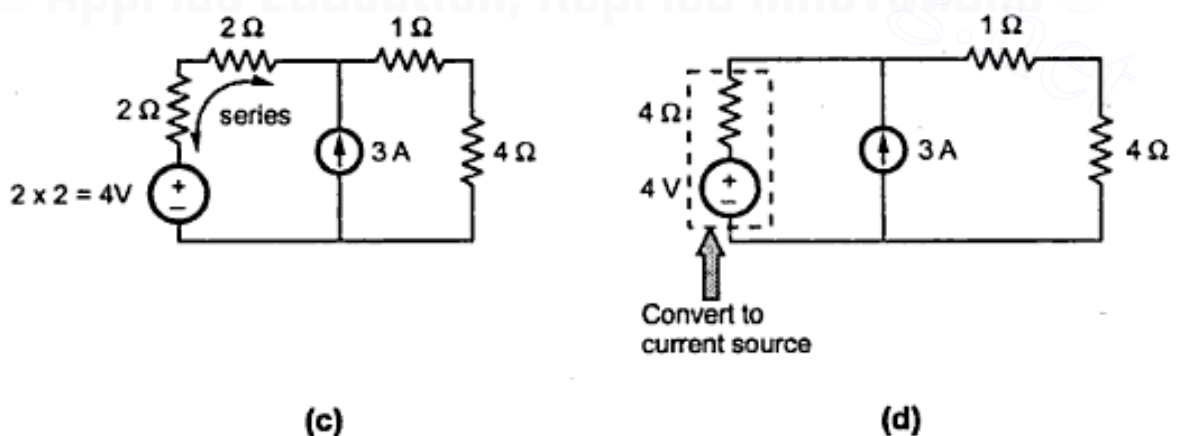 2 Ω
1 Ω
2 Ω
series
3 A
4 Ω
2 x 2 = 4V
+
−
(c)
1 Ω
4 Ω
3 A
4 Ω
4 V
+
−
Convert to
current source
(d)